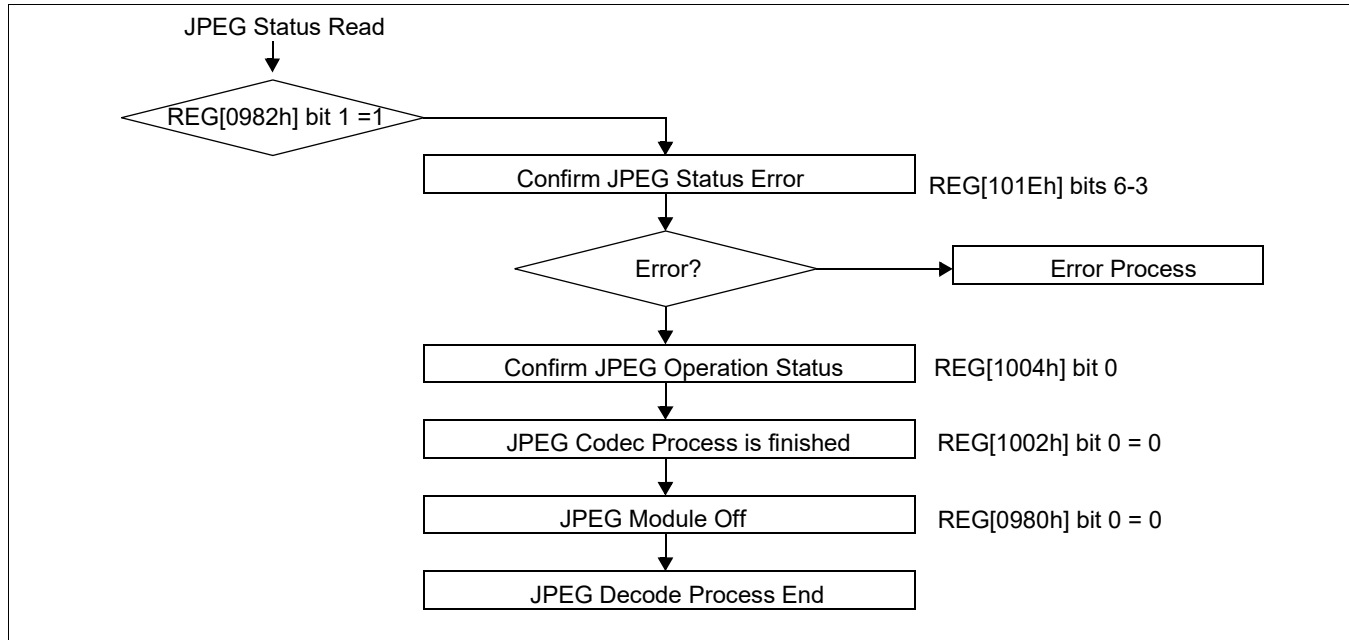 JPEG Status Read
REG[0982h] bit 1 =1
Confirm JPEG Status Error
REG[101Eh] bits 6-3
Error?
Error Process
Confirm JPEG Operation Status
REG[1004h] bit 0
JPEG Codec Process is finished
REG[1002h] bit 0 = 0
JPEG Module Off
REG[0980h] bit 0 = 0
JPEG Decode Process End